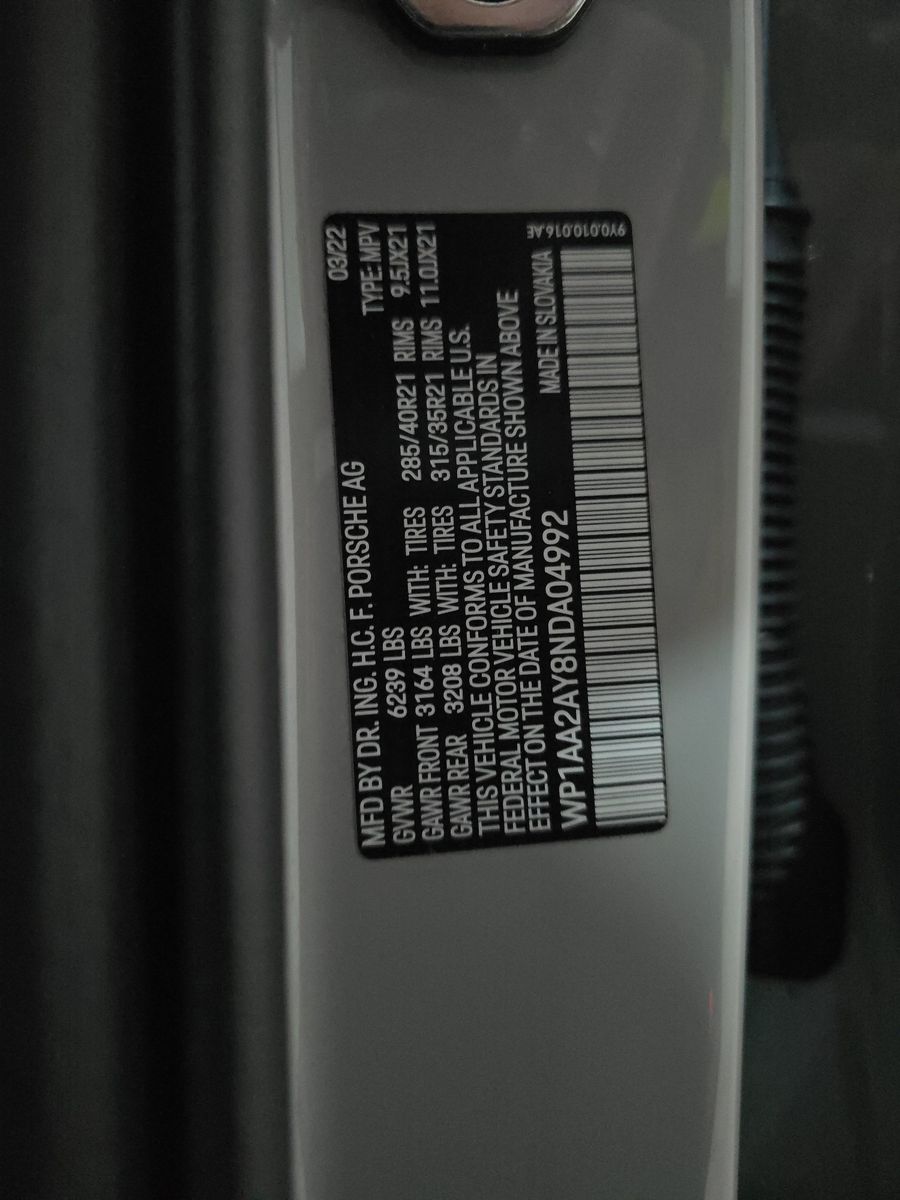 MFD BY DR. ING. H.C. F. PORSCHE AG 03/22
GVWR 6239 LBS TYPE: MPV
GAWR FRONT 3164 LBS WITH: TIRES 285/40R21 RIMS 9.5JX21
GAWR REAR 3208 LBS WITH: TIRES 315/35R21 RIMS 11.0JX21
THIS VEHICLE CONFORMS TO ALL APPLICABLE U.S.
FEDERAL MOTOR VEHICLE SAFETY STANDARDS IN
EFFECT ON THE DATE OF MANUFACTURE SHOWN ABOVE
WP1AA2AY8NDA04992 MADE IN SLOVAKIA
9Y0.010.016.AE